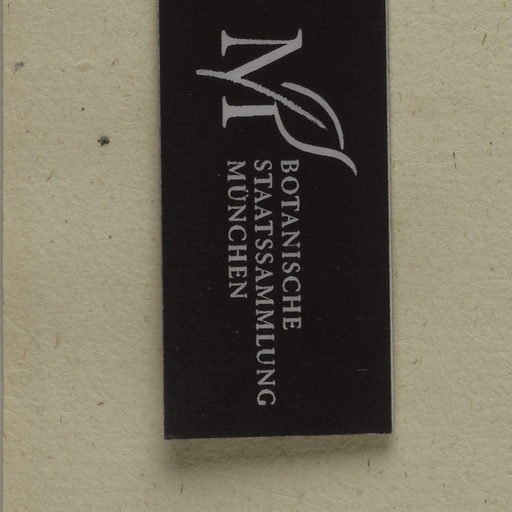 M
BOTANISCHE
STAATSSAMMLUNG
MÜNCHEN